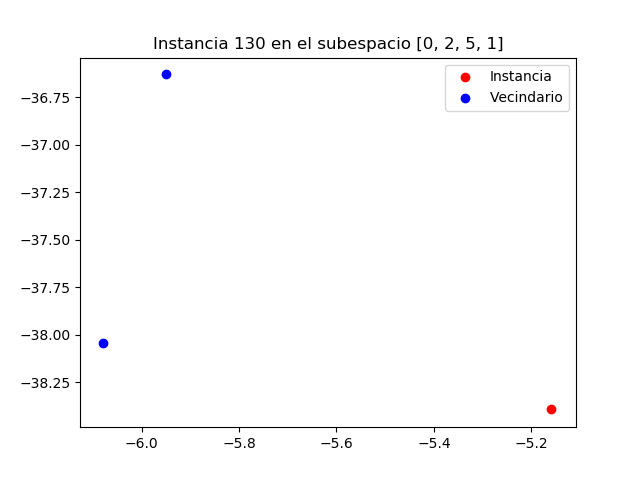 Instancia 130 en el subespacio [0, 2, 5, 1]
Instancia
Vecindario
−36.75
−37.00
−37.25
−37.50
−37.75
−38.00
−38.25
−6.0 −5.8 −5.6 −5.4 −5.2